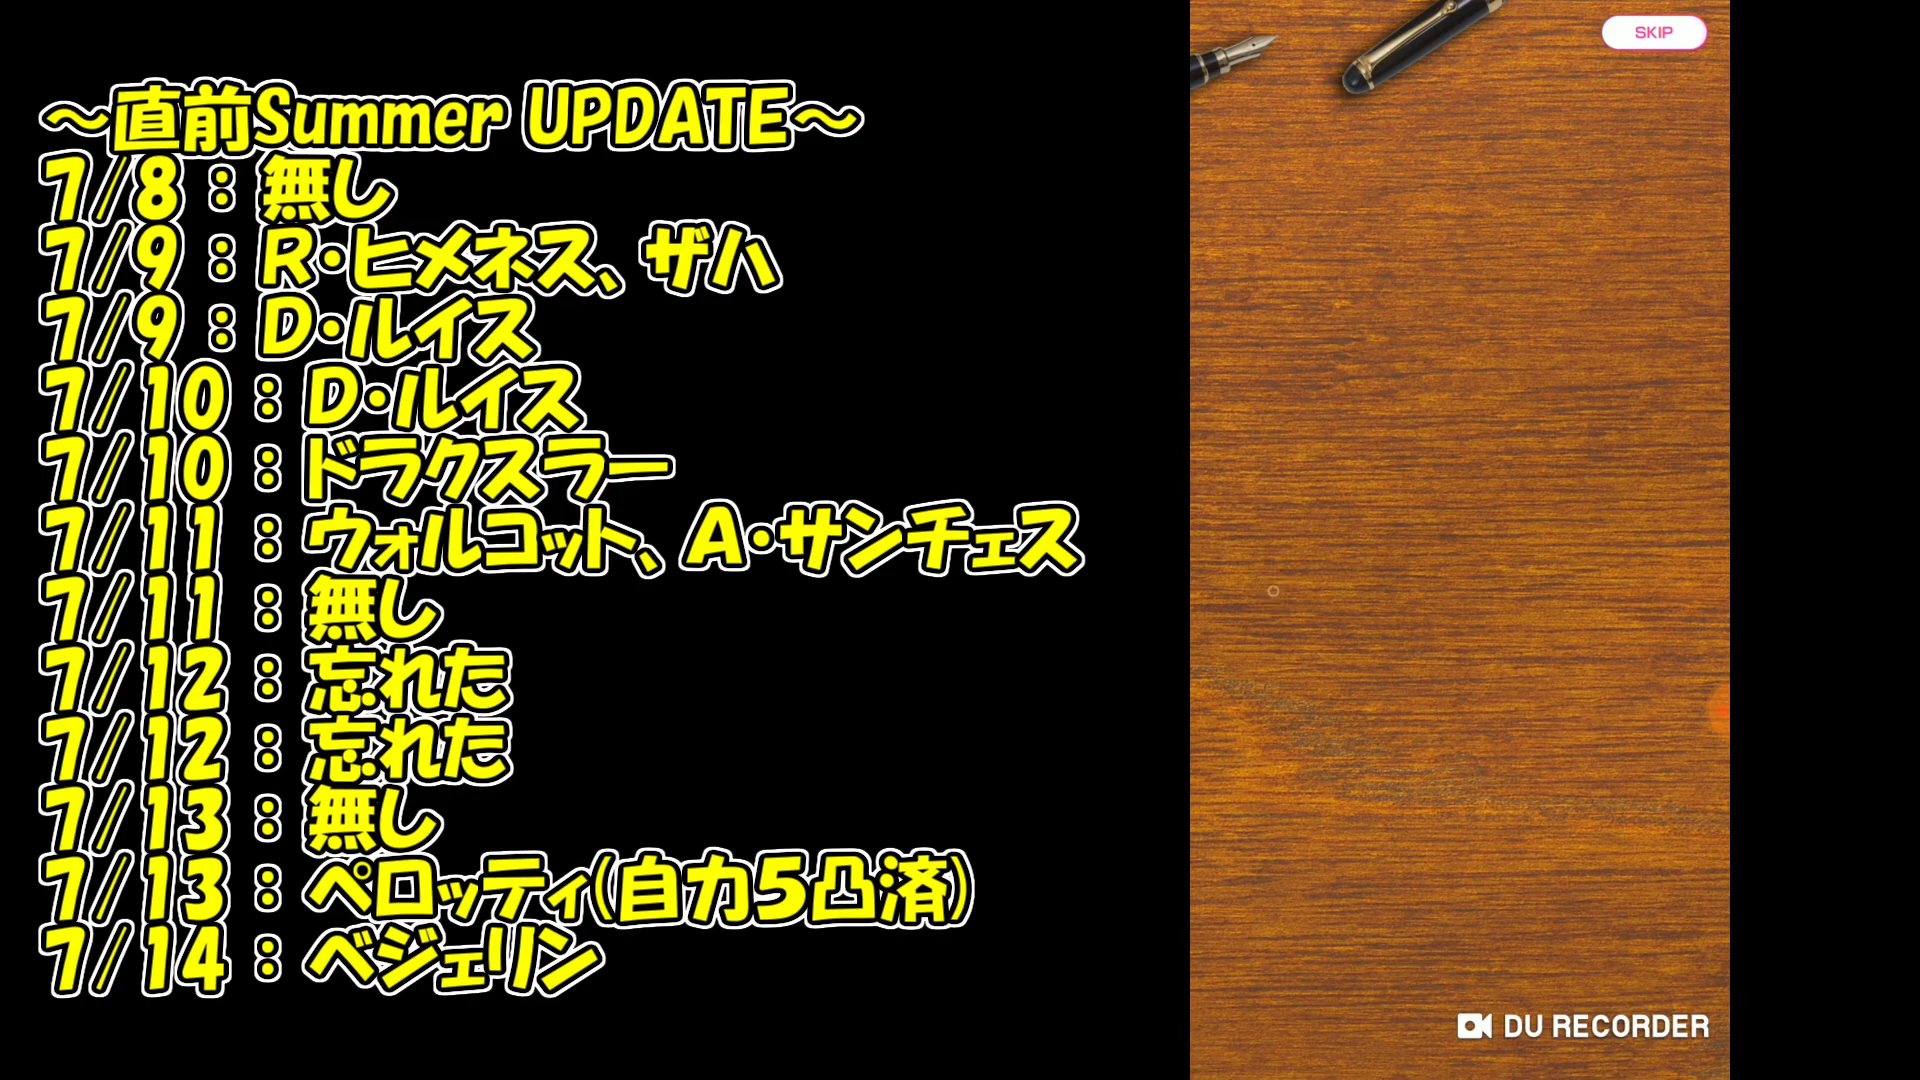 ～直前Summer UPDATE～
7/8：無し
7/9：R・ヒメネス、ザハ
7/9：D・ルイス
7/10：D・ルイス
7/10：ドラクスラー
7/11：ウォルコット、A・サンチェス
7/11：無し
7/12：忘れた
7/12：忘れた
7/13：無し
7/13：ペロッティ(自力5凸済)
7/14：ベジェリン
SKIP
DU RECORDER